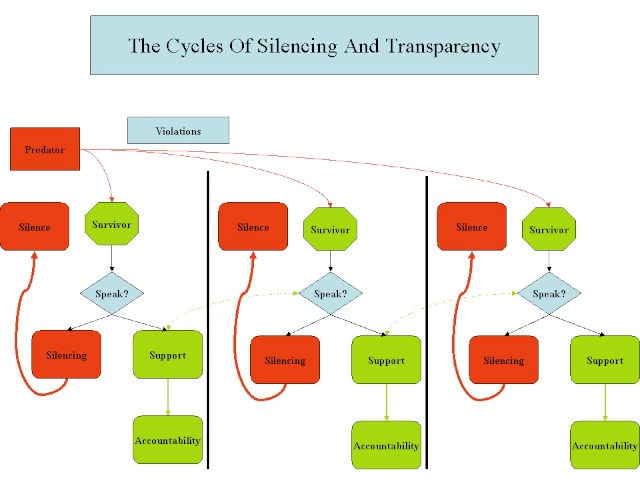 The Cycles Of Silencing And Transparency
Violations
Predator
Silence
Survivor
Silence
Survivor
Silence
Survivor
Speak?
Speak?
Speak?
Silencing
Support
Silencing
Support
Silencing
Support
Accountability
Accountability
Accountability